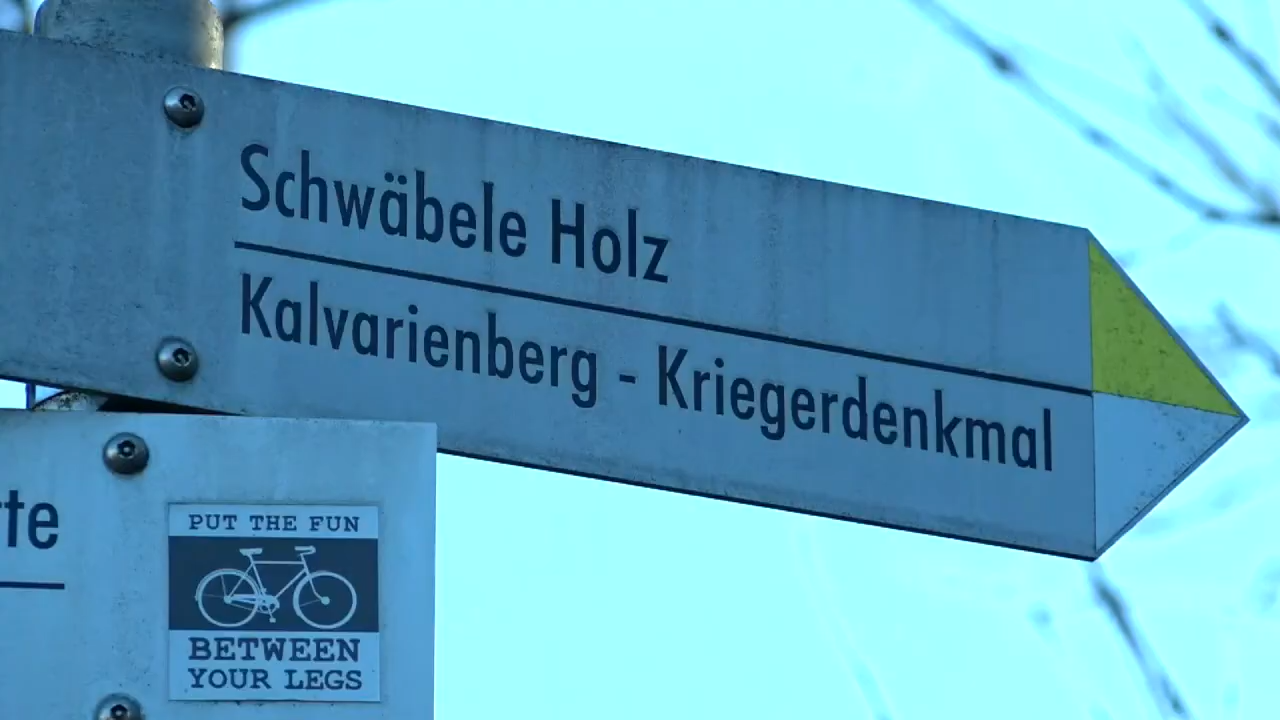 Schwäbele Holz
Kalvarienberg - Kriegerdenkmal
PUT THE FUN
BETWEEN
YOUR LEGS